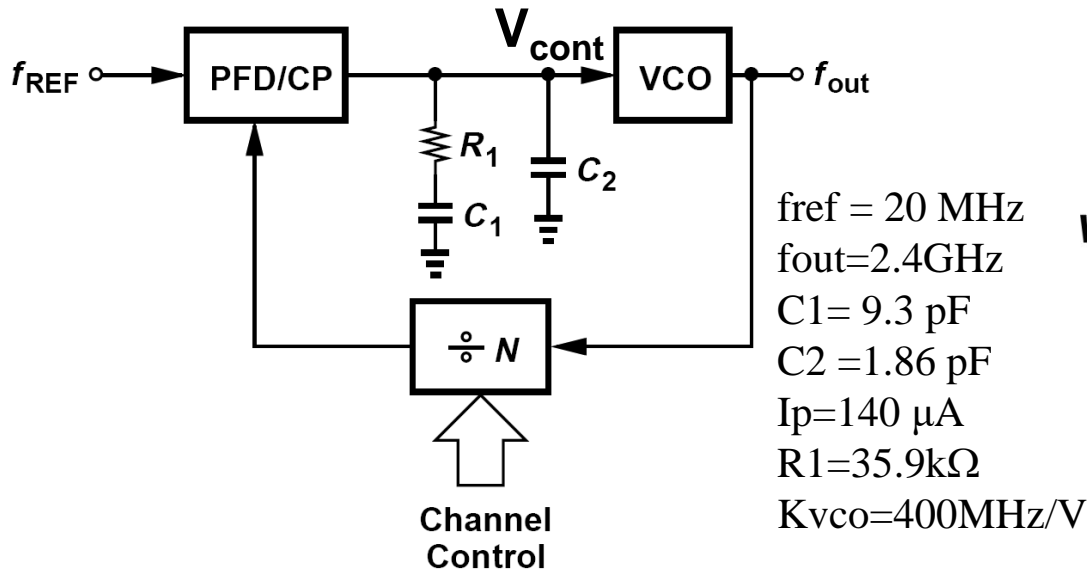 V_cont
f_REF
PFD/CP
VCO
f_out
R_1
C_1
C_2
÷ N
Channel
Control
fref = 20 MHz
fout=2.4GHz
C1= 9.3 pF
C2 =1.86 pF
Ip=140 μA
R1=35.9kΩ
Kvco=400MHz/V